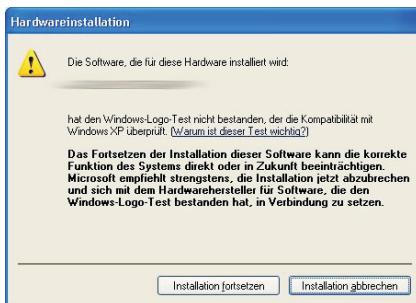 Hardwareinstallation
Die Software, die für diese Hardware installiert wird:
hat den Windows-Logo-Test nicht bestanden, der die Kompatibilität mit
Windows XP überprüft. (Warum ist dieser Test wichtig?)
Das Fortsetzen der Installation dieser Software kann die korrekte
Funktion des Systems direkt oder in Zukunft beeinträchtigen.
Microsoft empfiehlt strengstens, die Installation jetzt abzubrechen
und sich mit dem Hardwarehersteller für Software, die den
Windows-Logo-Test bestanden hat, in Verbindung zu setzen.
Installation fortsetzen
Installation abbrechen